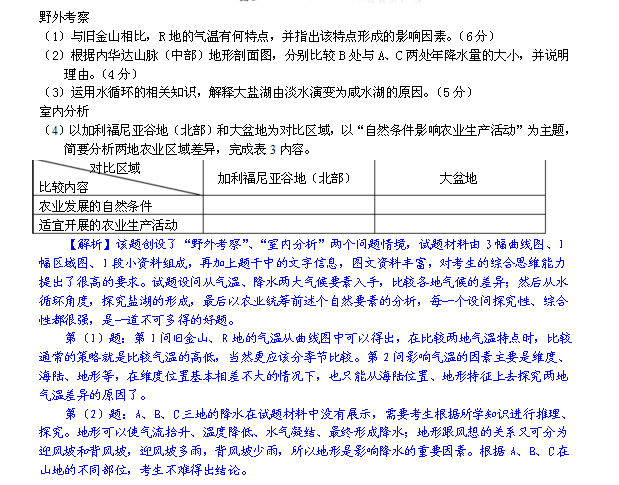 野外考察
（1）与旧金山相比，R地的气温有何特点，并指出该特点形成的影响因素。（6分）
（2）根据内华达山脉（中部）地形剖面图，分别比较B处与A、C两处年降水量的大小，并说明
理由。（4分）
（3）运用水循环的相关知识，解释大盐湖由淡水演变为咸水湖的原因。（5分）
室内分析
（4）以加利福尼亚谷地（北部）和大盆地为对比区域，以“自然条件影响农业生产活动”为主题，
简要分析两地农业区域差异，完成表3内容。
对比区域
比较内容
加利福尼亚谷地（北部）
大盆地
农业发展的自然条件
适宜开展的农业生产活动
【解析】该题创设了“野外考察”、“室内分析”两个问题情境，试题材料由3幅曲线图、1
幅区域图、1段小资料组成，再加上题干中的文字信息，图文资料丰富，对考生的综合思维能力
提出了很高的要求。试题设问从气温、降水两大气候要素入手，比较各地气候的差异；然后从水
循环角度，探究盐湖的形成，最后以农业统筹前述个自然要素的分析，每一个设问探究性、综合
性都很强，是一道不可多得的好题。
第（1）题：第1问旧金山、R地的气温从曲线图中可以得出，在比较两地气温特点时，比较
通常的策略就是比较气温的高低，当然更应该分季节比较。第2问影响气温的因素主要是维度、
海陆、地形等，在维度位置基本相差不大的情况下，也只能从海陆位置、地形特征上去探究两地
气温差异的原因了。
第（2）题：A、B、C三地的降水在试题材料中没有展示，需要考生根据所学知识进行推理、
探究。地形可以使气流抬升、温度降低、水气凝结、最终形成降水；地形跟风想的关系又可分为
迎风坡和背风坡，迎风坡多雨，背风坡少雨，所以地形是影响降水的重要因素。根据A、B、C在
山地的不同部位，考生不难得出结论。